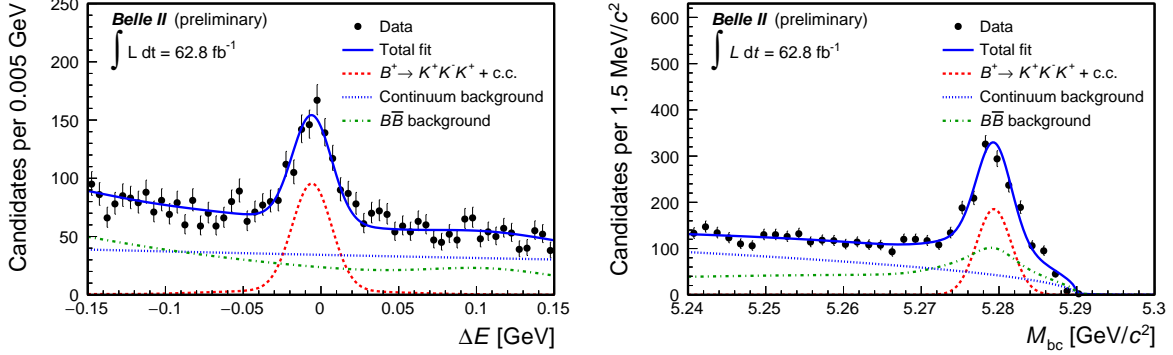 Belle II (preliminary)
∫ L dt = 62.8 fb⁻¹
Data
Total fit
B⁺→ K⁺K⁻K⁺ + c.c.
Continuum background
BB̅ background
Candidates per 0.005 GeV
250
200
150
100
50
0
−0.15 −0.1 −0.05 0 0.05 0.1 0.15
ΔE [GeV]
Belle II (preliminary)
∫ L dt = 62.8 fb⁻¹
Data
Total fit
B⁺→ K⁺K⁻K⁺ + c.c.
Continuum background
BB̅ background
Candidates per 1.5 MeV/c²
600
500
400
300
200
100
0
5.24 5.25 5.26 5.27 5.28 5.29 5.3
M_bc [GeV/c²]